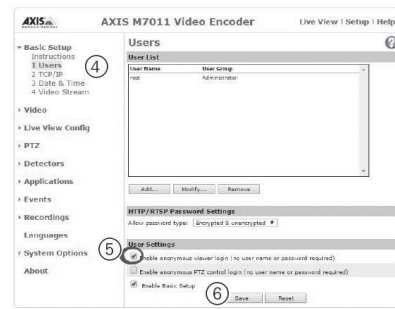 AXIS
AXIS M7011 Video Encoder
Live View | Setup | Help
Basic Setup
Instructions
1 Users
2 TCP/IP
3 Date & Time
4 Video Stream
4
Video
Live View Config
PTZ
Detectors
Applications
Events
Recordings
Languages
System Options
About
Users
?
User List
User Name User Group
root Administrator
Add... Modify... Remove
HTTP/RTSP Password Settings
Allow password type: Encrypted & unencrypted
User Settings
5
Enable anonymous viewer login (no user name or password required)
Enable anonymous PTZ control login (no user name or password required)
Enable Basic Setup
6
Save Reset